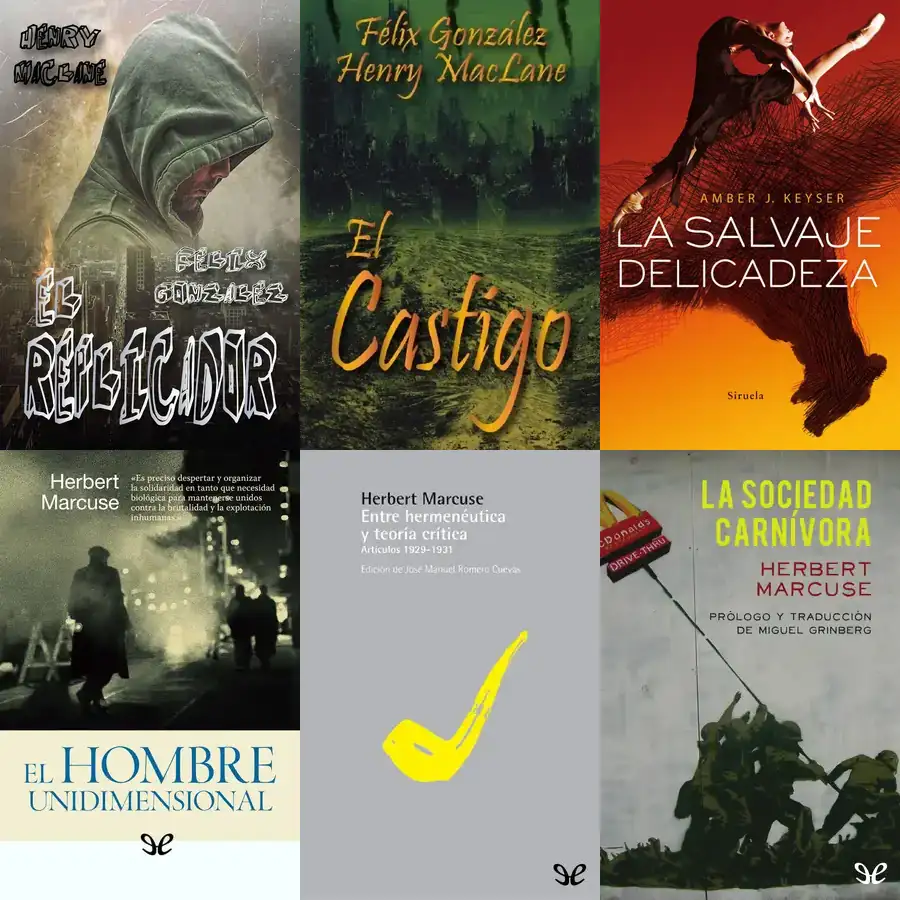 HENRY
MACLANE
FÉLIX
GONZÁLEZ
ÉL
RÉPLICADOR
Félix González
Henry MacLane
El
Castigo
AMBER J. KEYSER
LA SALVAJE
DELICADEZA
Siruela
Herbert
Marcuse
«Es preciso despertar y organizar
la solidaridad en tanto que necesidad
biológica para mantenerse unidos
contra la brutalidad y la explotación
inhumanas.»
EL HOMBRE
UNIDIMENSIONAL
Herbert Marcuse
Entre hermenéutica
y teoría crítica
Artículos 1929-1931
Edición de José Manuel Romero Cuevas
LA SOCIEDAD
CARNÍVORA
HERBERT
MARCUSE
PRÓLOGO Y TRADUCCIÓN
DE MIGUEL GRINBERG
McDonalds
DRIVE-THRU